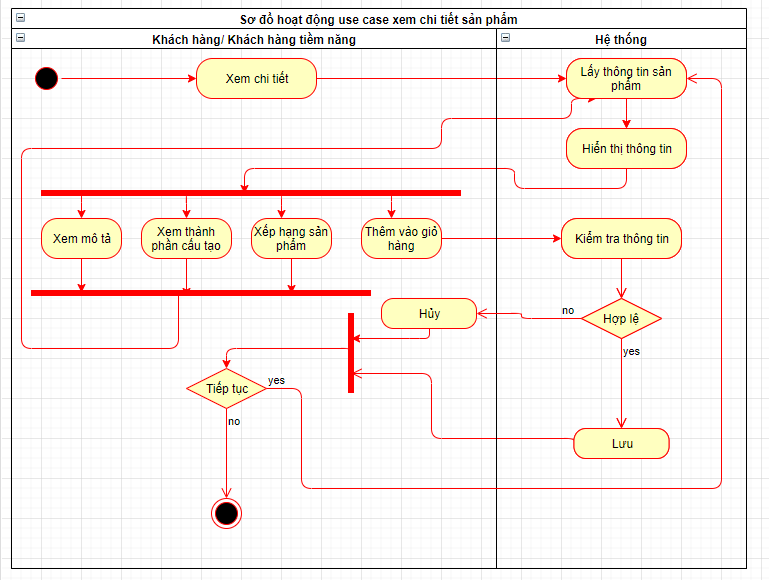 Sơ đồ hoạt động use case xem chi tiết sản phẩm
Khách hàng/ Khách hàng tiềm năng
Hệ thống
Xem chi tiết
Lấy thông tin sản
phẩm
Hiển thị thông tin
Xem mô tả
Xem thành
phần cấu tạo
Xếp hạng sản
phẩm
Thêm vào giỏ
hàng
Kiểm tra thông tin
Hủy
no
Hợp lệ
yes
Tiếp tục
yes
no
Lưu